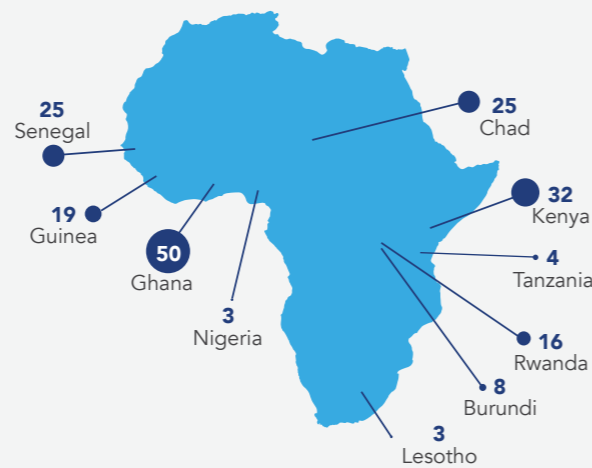 25
Senegal
25
Chad
19
Guinea
32
Kenya
50
Ghana
4
Tanzania
3
Nigeria
16
Rwanda
8
Burundi
3
Lesotho